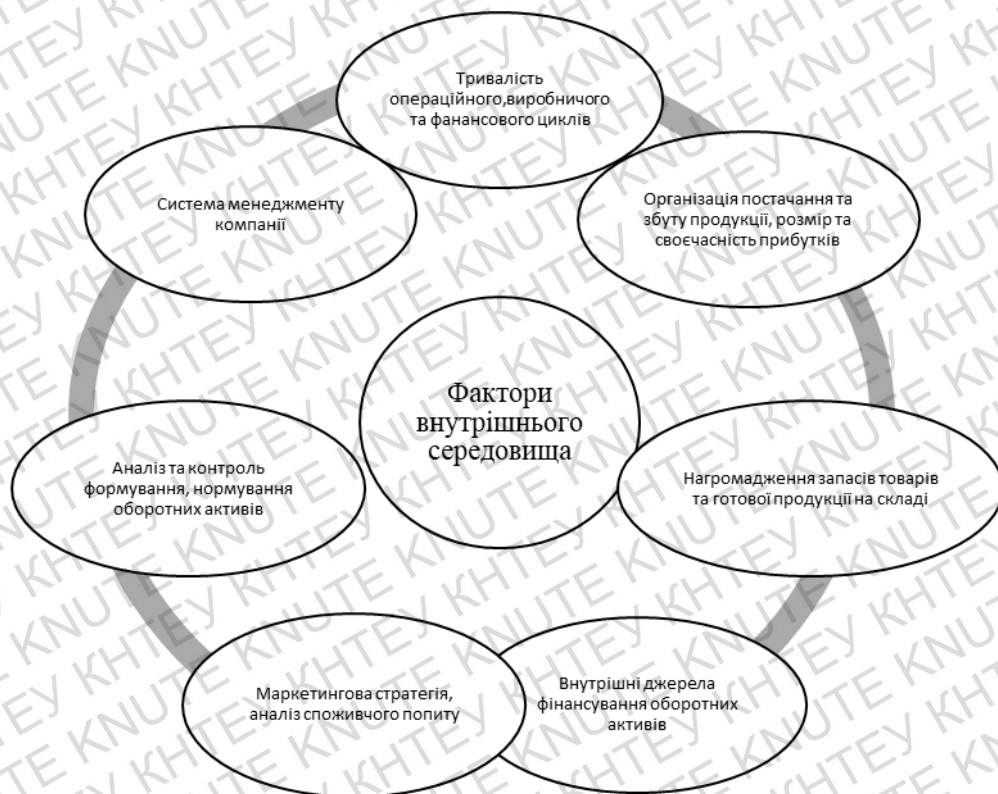 Тривалість
операційного,виробничого
та фанансового циклів
Організація постачання та
збуту продукції, розмір та
своєчасність прибутків
Нагромадження запасів товарів
та готової продукції на складі
Внутрішні джерела
фінансування оборотних
активів
Маркетингова стратегія,
аналіз споживчого попиту
Аналіз та контроль
формування, нормування
оборотних активів
Система менеджменту
компанії
Фактори
внутрішнього
середовища
КНТЕУ KNUTE